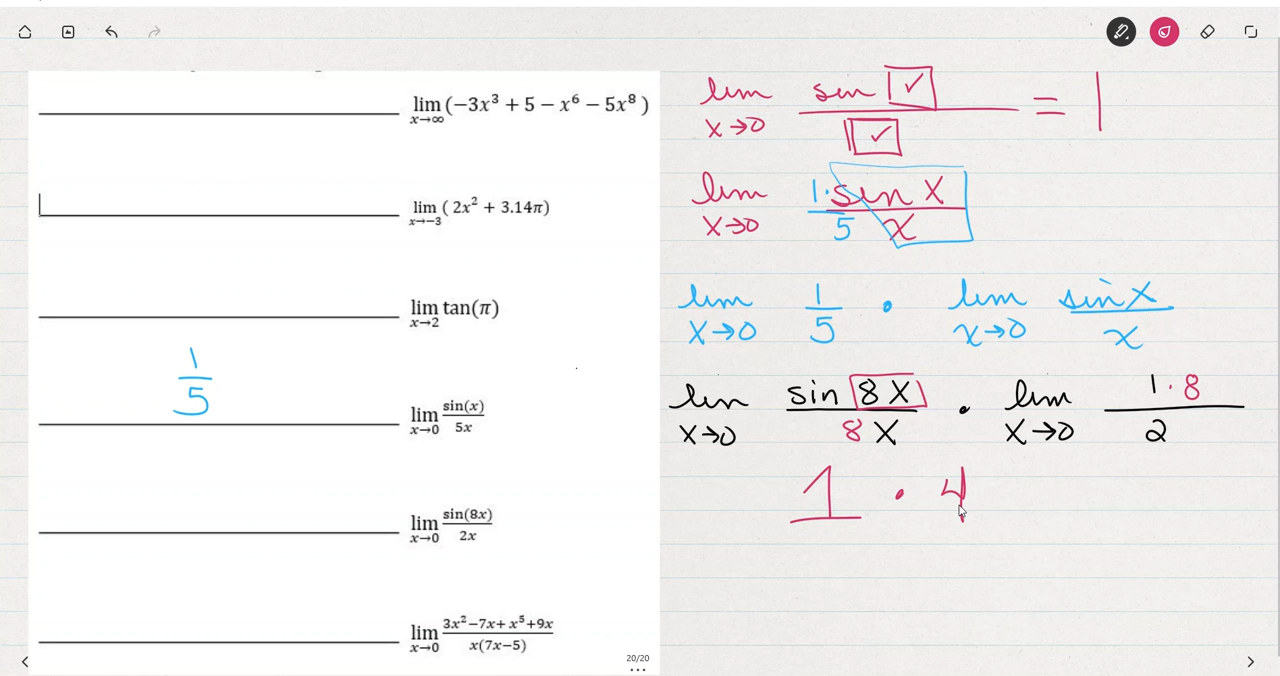 lim x→∞ (−3x³ + 5 − x⁶ − 5x⁸)
lim x→−3 ( 2x² + 3.14π)
lim x→2 tan(π)
1/5
lim x→0 sin(x)/5x
lim x→0 sin(8x)/2x
lim x→0 3x²−7x+ x⁵+9x/x(7x−5)
20/20
lim x→0 sin ✓/✓ = 1
lim x→0 1·sin x/5 x
lim x→0 1/5 · lim x→0 sin x/x
lim x→0 sin 8x/8x · lim x→0 1·8/2
1 · 4